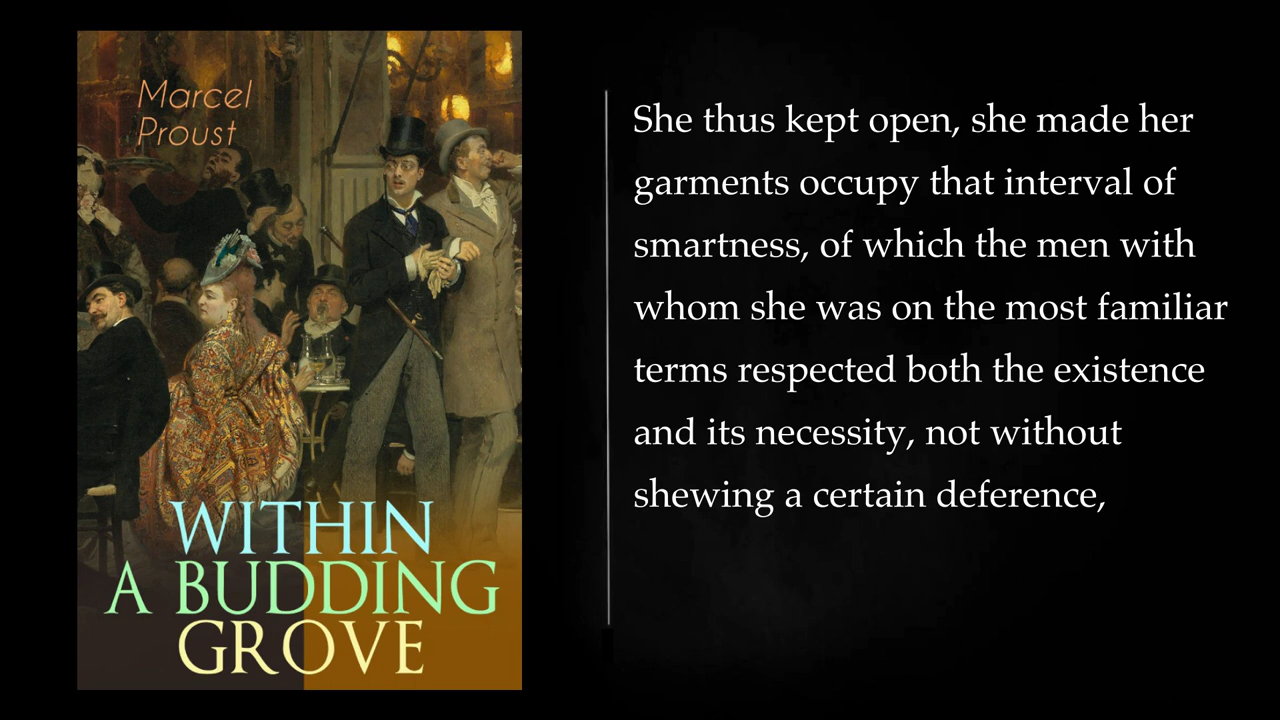 Marcel
Proust
WITHIN
A BUDDING
GROVE
She thus kept open, she made her
garments occupy that interval of
smartness, of which the men with
whom she was on the most familiar
terms respected both the existence
and its necessity, not without
shewing a certain deference,